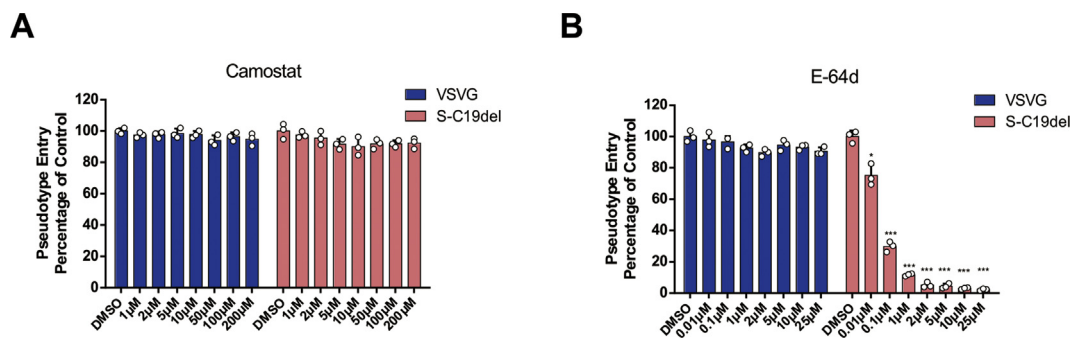 A
Camostat
VSVG
S-C19del
Pseudotype Entry
Percentage of Control
120
100
80
60
40
20
0
DMSO
1μM
2μM
5μM
10μM
50μM
100μM
200μM
DMSO
1μM
2μM
5μM
10μM
50μM
100μM
200μM
B
E-64d
VSVG
S-C19del
Pseudotype Entry
Percentage of Control
120
100
80
60
40
20
0
*
***
***
***
***
***
***
DMSO
0.01μM
0.1μM
1μM
2μM
5μM
10μM
25μM
DMSO
0.01μM
0.1μM
1μM
2μM
5μM
10μM
25μM